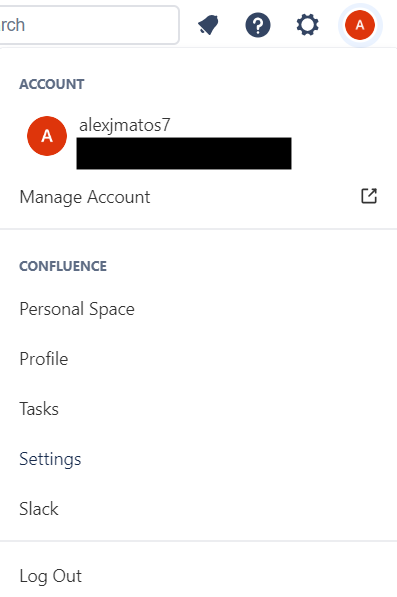 rch
?
A
ACCOUNT
A
alexjmatos7
Manage Account
CONFLUENCE
Personal Space
Profile
Tasks
Settings
Slack
Log Out